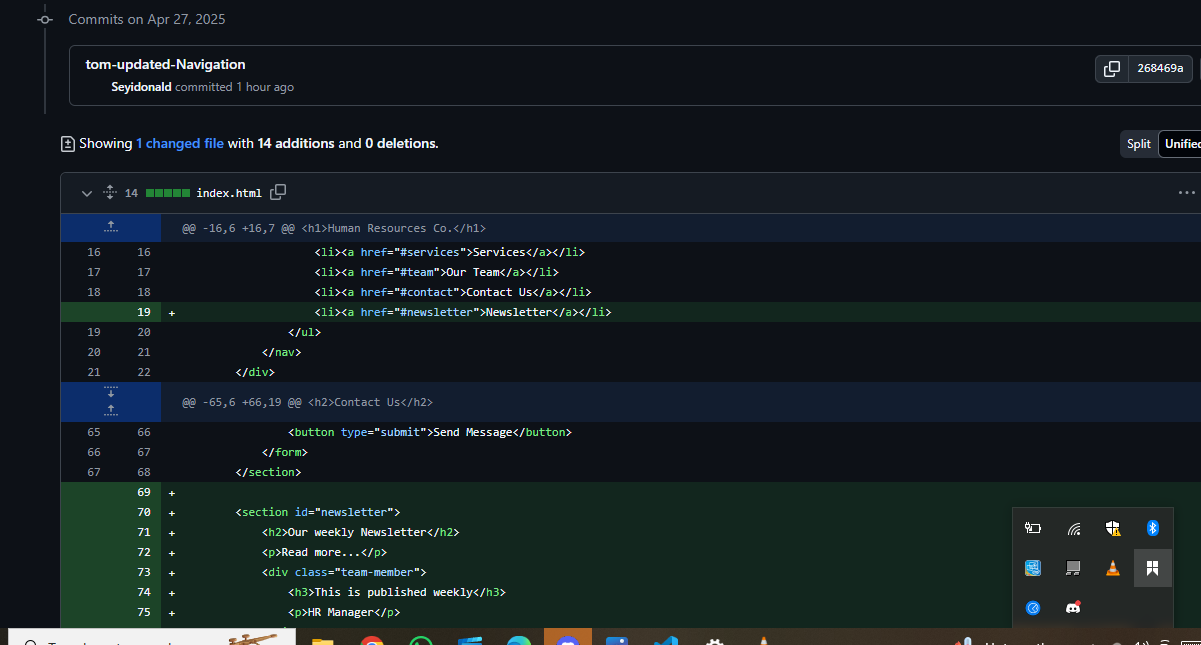 Commits on Apr 27, 2025
tom-updated-Navigation
Seyidonald committed 1 hour ago
268469a
Showing 1 changed file with 14 additions and 0 deletions.
Split
14 index.html
@@ -16,6 +16,7 @@ <h1>Human Resources Co.</h1>
16 16 <li><a href="#services">Services</a></li>
17 17 <li><a href="#team">Our Team</a></li>
18 18 <li><a href="#contact">Contact Us</a></li>
19 + <li><a href="#newsletter">Newsletter</a></li>
19 20 </ul>
20 21 </nav>
21 22 </div>
@@ -65,6 +66,19 @@ <h2>Contact Us</h2>
65 66 <button type="submit">Send Message</button>
66 67 </form>
67 68 </section>
69 +
70 + <section id="newsletter">
71 + <h2>Our weekly Newsletter</h2>
72 + <p>Read more...</p>
73 + <div class="team-member">
74 + <h3>This is published weekly</h3>
75 + <p>HR Manager</p>